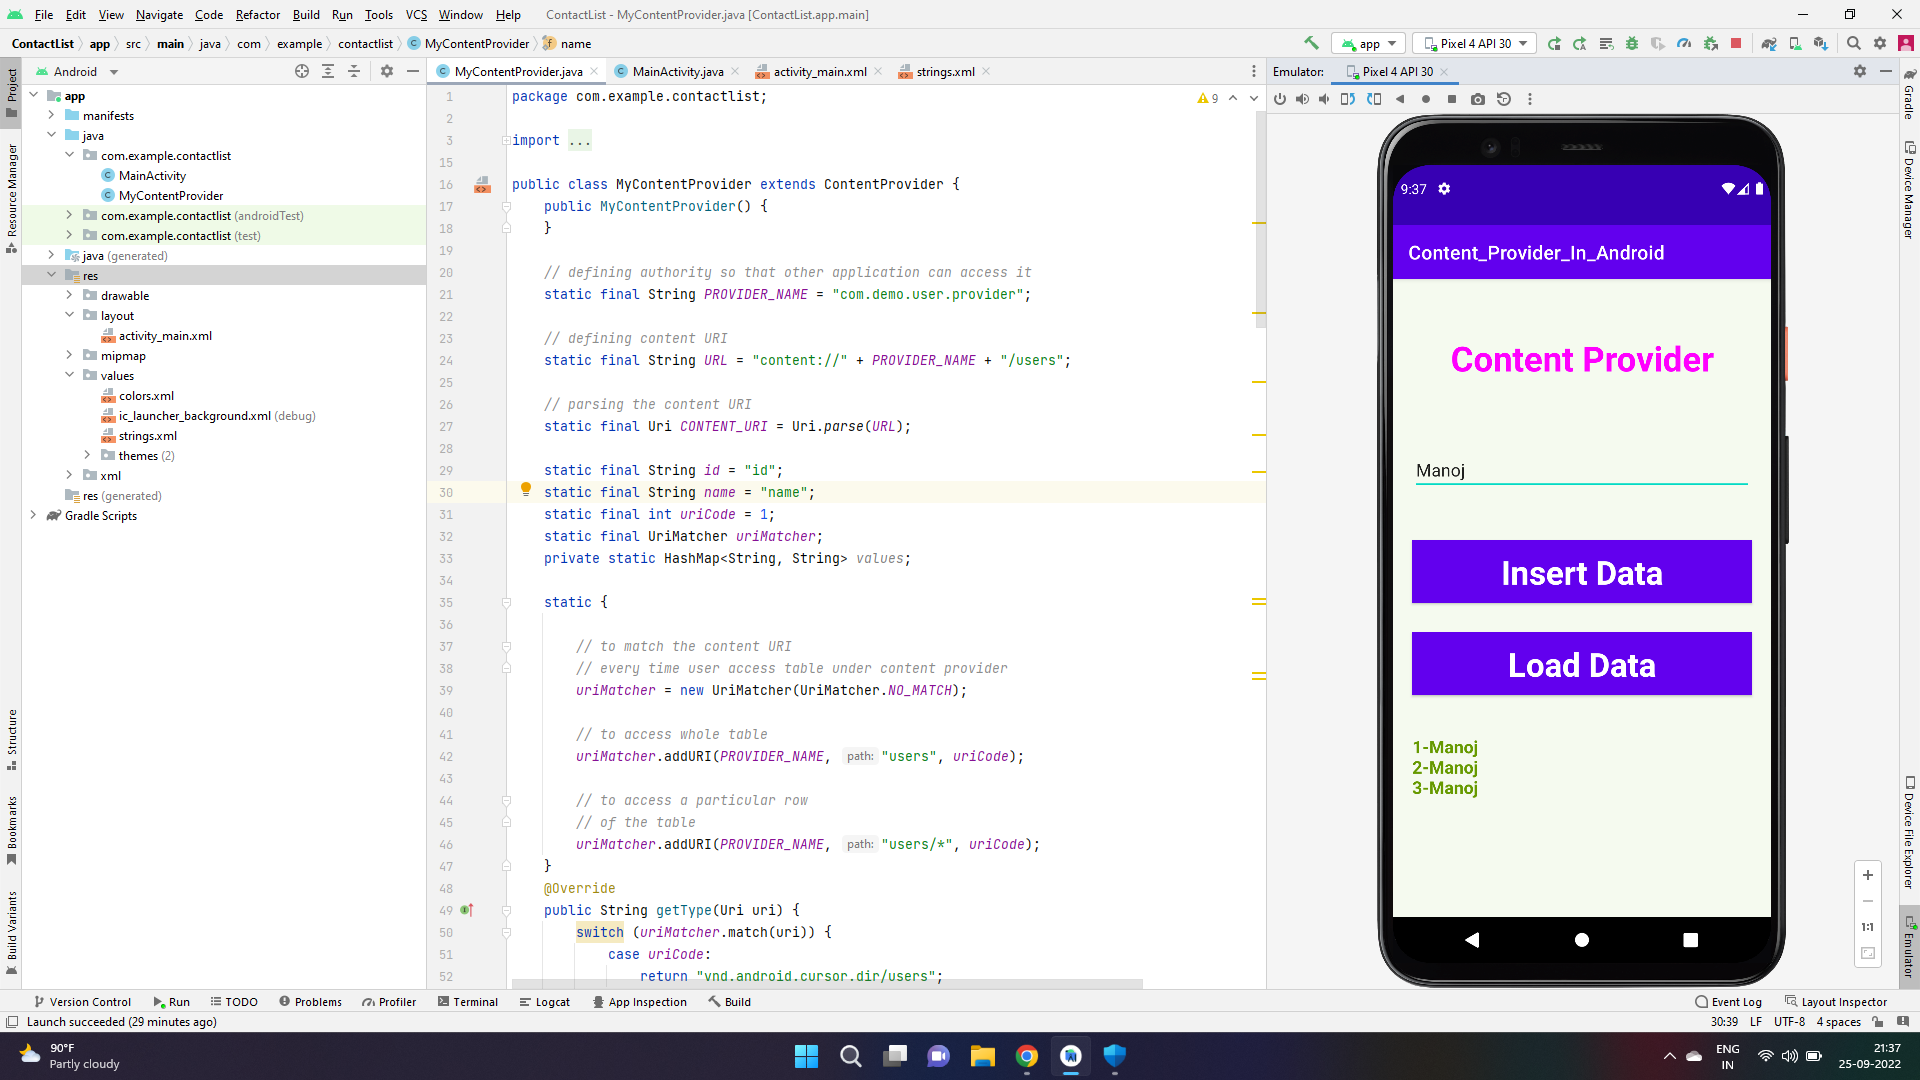 File Edit View Navigate Code Refactor Build Run Tools VCS Window Help ContactList - MyContentProvider.java [ContactList.app.main]
ContactList app src main java com example contactlist MyContentProvider name app Pixel 4 API 30
Project
Android
MyContentProvider.java MainActivity.java activity_main.xml strings.xml
Emulator: Pixel 4 API 30
Gradle
Device Manager
Resource Manager
app
manifests
java
com.example.contactlist
MainActivity
MyContentProvider
com.example.contactlist (androidTest)
com.example.contactlist (test)
java (generated)
res
drawable
layout
activity_main.xml
mipmap
values
colors.xml
ic_launcher_background.xml (debug)
strings.xml
themes (2)
xml
res (generated)
Gradle Scripts
Structure
Bookmarks
Build Variants
9
1 package com.example.contactlist;
2
3 import ...
15
16 public class MyContentProvider extends ContentProvider {
17 public MyContentProvider() {
18 }
19
20 // defining authority so that other application can access it
21 static final String PROVIDER_NAME = "com.demo.user.provider";
22
23 // defining content URI
24 static final String URL = "content://" + PROVIDER_NAME + "/users";
25
26 // parsing the content URI
27 static final Uri CONTENT_URI = Uri.parse(URL);
28
29 static final String id = "id";
30 static final String name = "name";
31 static final int uriCode = 1;
32 static final UriMatcher uriMatcher;
33 private static HashMap<String, String> values;
34
35 static {
36
37 // to match the content URI
38 // every time user access table under content provider
39 uriMatcher = new UriMatcher(UriMatcher.NO_MATCH);
40
41 // to access whole table
42 uriMatcher.addURI(PROVIDER_NAME, path: "users", uriCode);
43
44 // to access a particular row
45 // of the table
46 uriMatcher.addURI(PROVIDER_NAME, path: "users/*", uriCode);
47 }
48 @Override
49 public String getType(Uri uri) {
50 switch (uriMatcher.match(uri)) {
51 case uriCode:
52 return "vnd.android.cursor.dir/users";
9:37
Content_Provider_In_Android
Content Provider
Manoj
Insert Data
Load Data
1-Manoj
2-Manoj
3-Manoj
1:1
Device File Explorer
Emulator
Version Control Run TODO Problems Profiler Terminal Logcat App Inspection Build Event Log Layout Inspector
Launch succeeded (29 minutes ago) 30:39 LF UTF-8 4 spaces
90°F
Partly cloudy
ENG
IN
21:37
25-09-2022